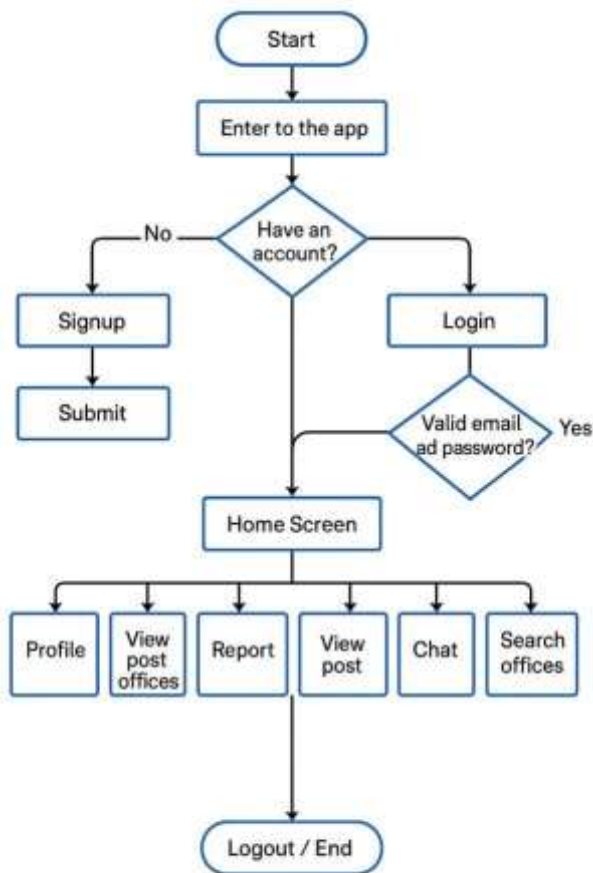 Start
Enter to the app
Have an
account?
No
Signup
Login
Submit
Valid email
ad password?
Yes
Home Screen
Profile
View
post
offices
Report
View
post
Chat
Search
offices
Logout / End